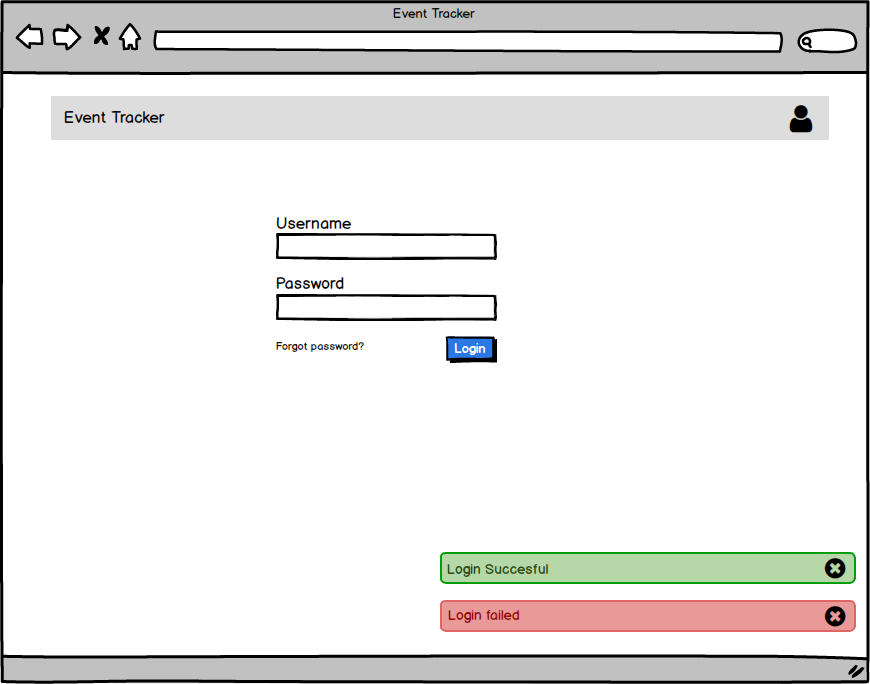 Event Tracker
Event Tracker
Username
Password
Forgot password?
Login
Login Succesful
Login failed